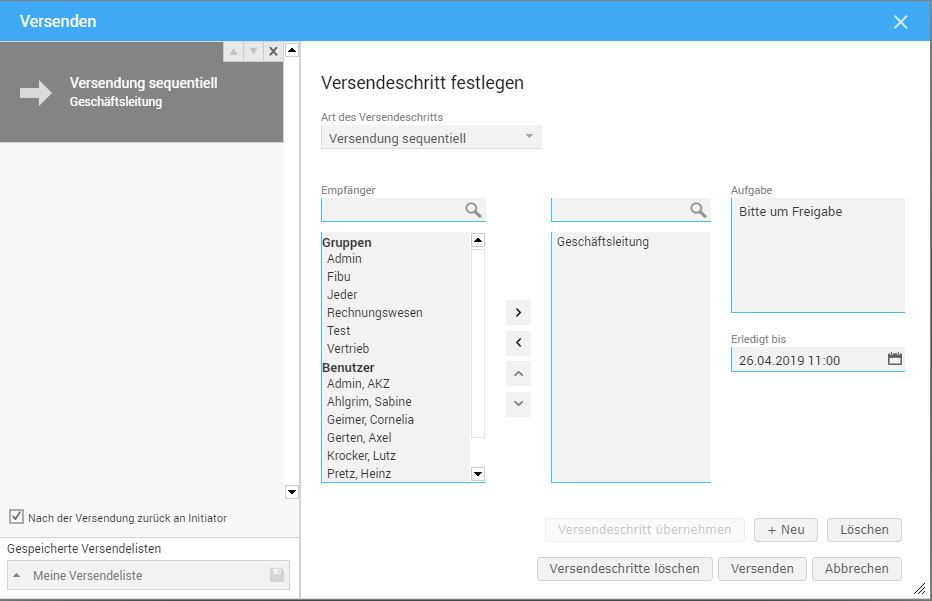 Versenden
Versendung sequentiell
Geschäftsleitung
Nach der Versendung zurück an Initiator
Gespeicherte Versendelisten
Meine Versendeliste
Versendeschritt festlegen
Art des Versendeschritts
Versendung sequentiell
Empfänger
Gruppen
Admin
Fibu
Jeder
Rechnungswesen
Test
Vertrieb
Benutzer
Admin, AKZ
Ahlgrim, Sabine
Geimer, Cornelia
Gerten, Axel
Krocker, Lutz
Pretz, Heinz
Geschäftsleitung
Aufgabe
Bitte um Freigabe
Erledigt bis
26.04.2019 11:00
Versendeschritt übernehmen + Neu Löschen
Versendeschritte löschen Versenden Abbrechen